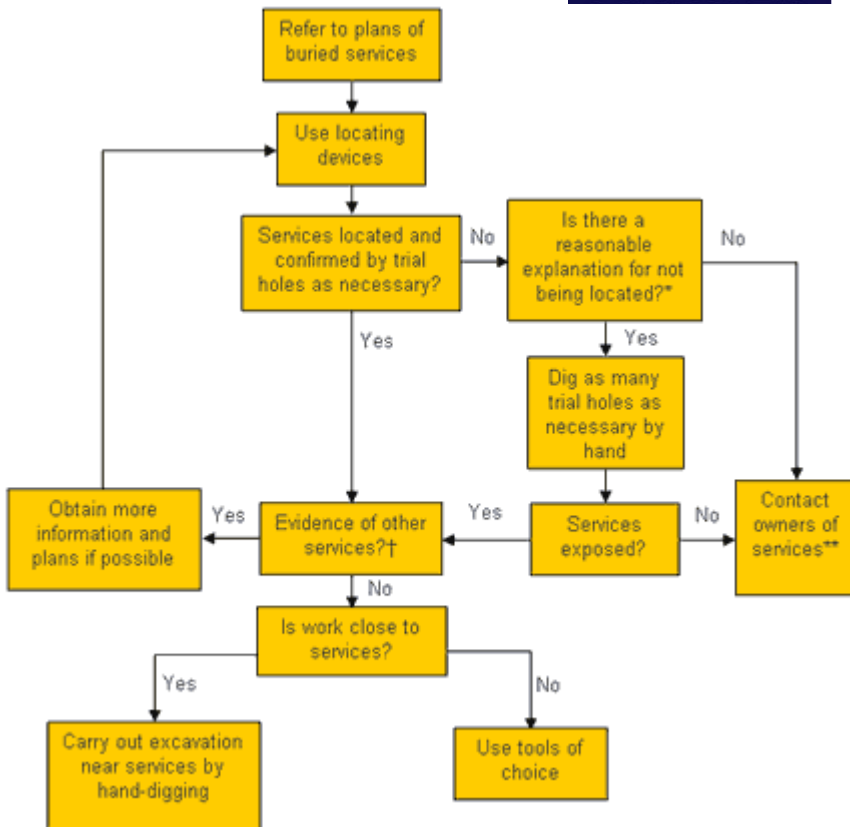 Refer to plans of
buried services
Use locating
devices
Services located and
confirmed by trial
holes as necessary?
No
Is there a
reasonable
explanation for not
being located?*
No
Yes
Yes
Dig as many
trial holes as
necessary by
hand
Obtain more
information and
plans if possible
Yes
Evidence of other
services?†
Yes
Services
exposed?
No
Contact
owners of
services**
No
Is work close to
services?
Yes
No
Carry out excavation
near services by
hand-digging
Use tools of
choice